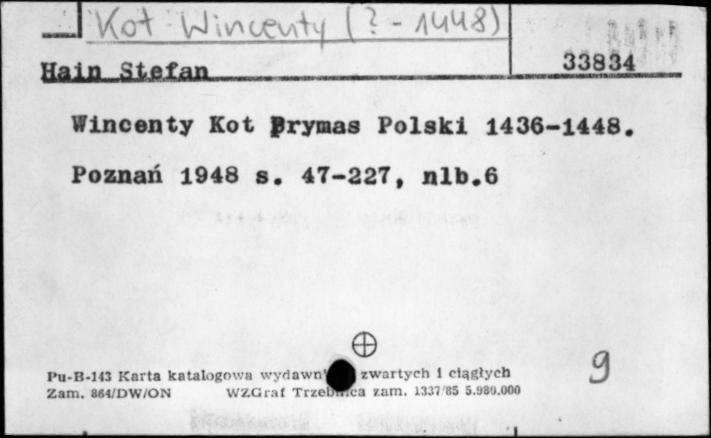 Kot Wincenty (? - 1448)
33834
Hain Stefan
Wincenty Kot Prymas Polski 1436-1448.
Poznań 1948 s. 47-227, nlb.6
9
Pu-B-143 Karta katalogowa zwartych i ciągłych
Zam. 864/DW/ON WZGraf Trzebnica zam. 1337/85 5.980.000